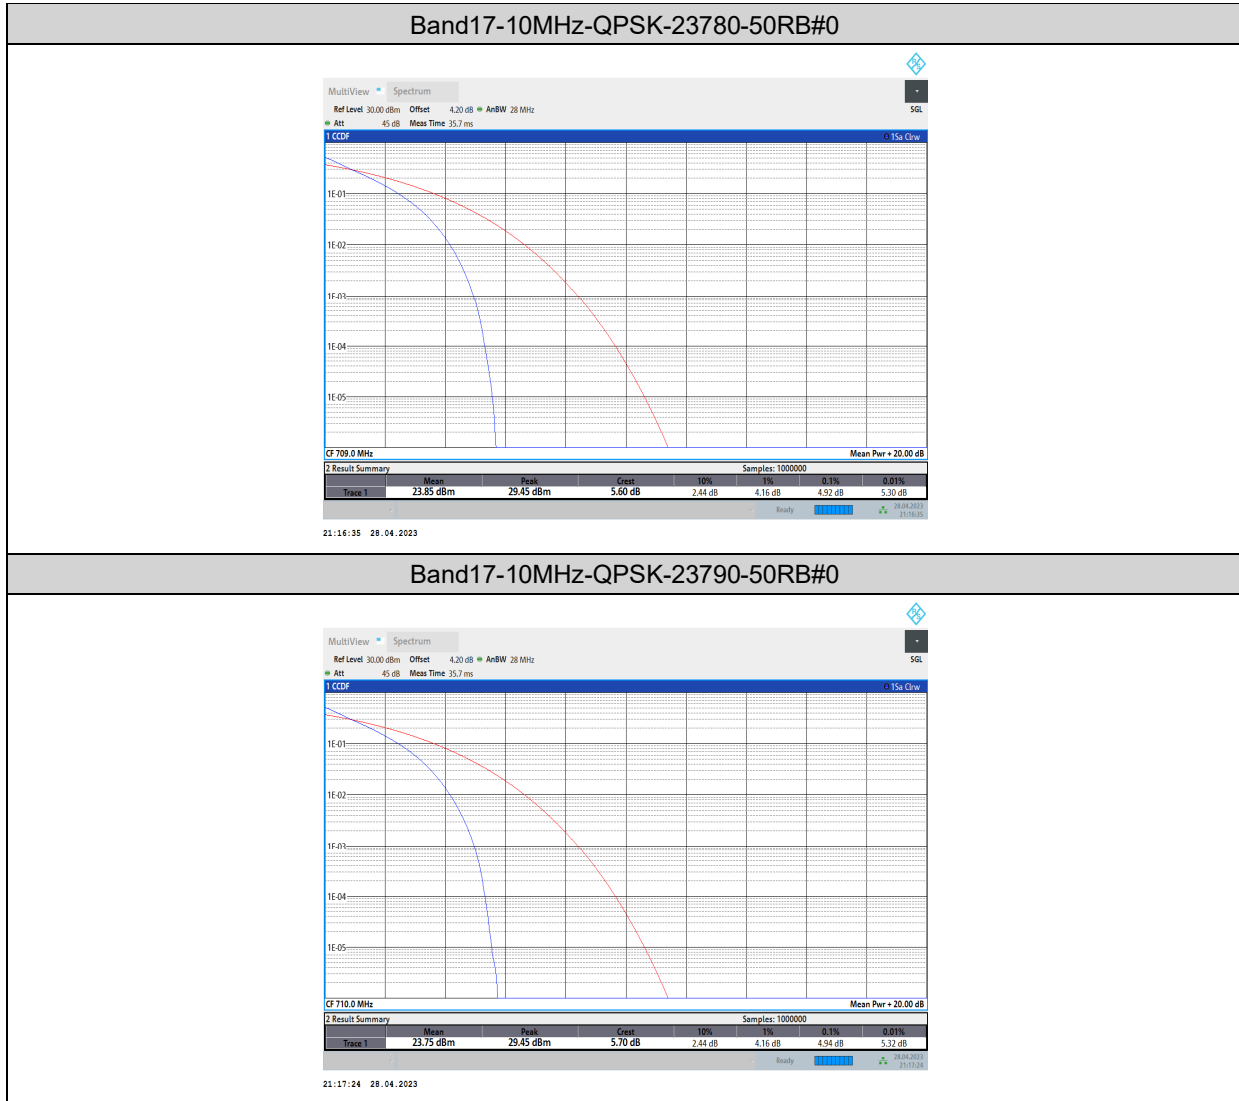 Band17-10MHz-QPSK-23780-50RB#0
MultiView Spectrum
Ref Level 30.00 dBm Offset 4.20 dB AnBW 28 MHz SGL
Att 45 dB Meas Time 35.7 ms
1 CCDF 1Sa Clrw
1E-01
1E-02
1E-03
1E-04
1E-05
CF 709.0 MHz Mean Pwr + 20.00 dB
2 Result Summary Samples: 1000000
Mean Peak Crest 10% 1% 0.1% 0.01%
Trace 1 23.85 dBm 29.45 dBm 5.60 dB 2.44 dB 4.16 dB 4.92 dB 5.30 dB
Ready 28.04.2023
21:16:35
21:16:35 28.04.2023
Band17-10MHz-QPSK-23790-50RB#0
MultiView Spectrum
Ref Level 30.00 dBm Offset 4.20 dB AnBW 28 MHz SGL
Att 45 dB Meas Time 35.7 ms
1 CCDF 1Sa Clrw
1E-01
1E-02
1E-03
1E-04
1E-05
CF 710.0 MHz Mean Pwr + 20.00 dB
2 Result Summary Samples: 1000000
Mean Peak Crest 10% 1% 0.1% 0.01%
Trace 1 23.75 dBm 29.45 dBm 5.70 dB 2.44 dB 4.16 dB 4.94 dB 5.32 dB
Ready 28.04.2023
21:17:24
21:17:24 28.04.2023